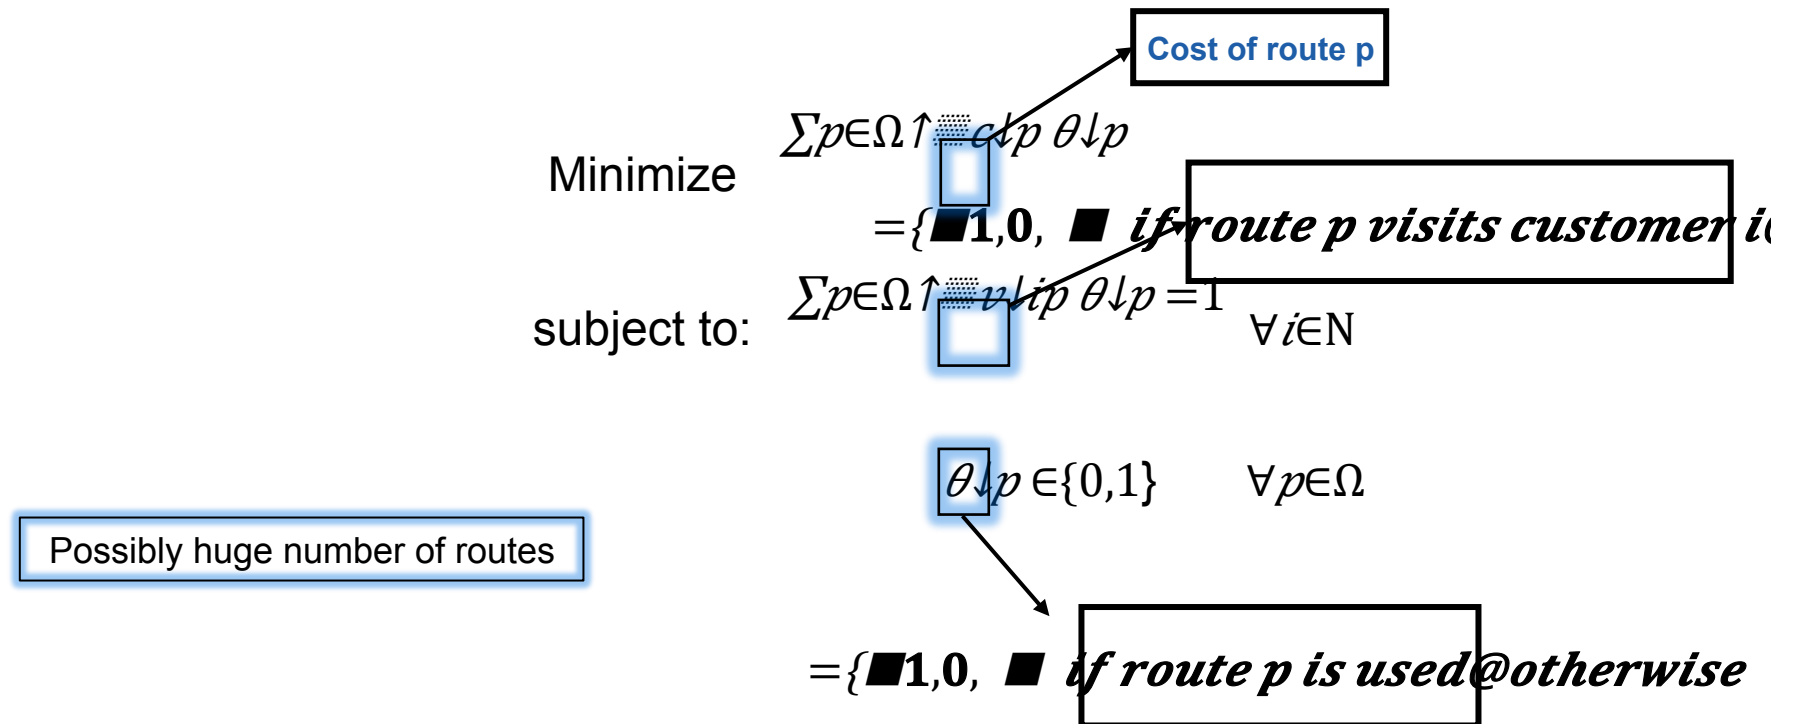 Cost of route p
∑p∈Ω↑▒c↓p θ↓p
Minimize
={■1,0, ■ if route p visits customer i
∑p∈Ω↑▒v↓ip θ↓p =1
subject to: ∀i∈N
θ↓p ∈{0,1} ∀p∈Ω
Possibly huge number of routes
={■1,0, ■ if route p is used@otherwise